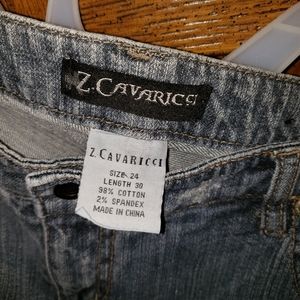 Z. CAVARICCI
Z. CAVARICCI
SIZE 24
LENGTH 30
98% COTTON
2% SPANDEX
MADE IN CHINA